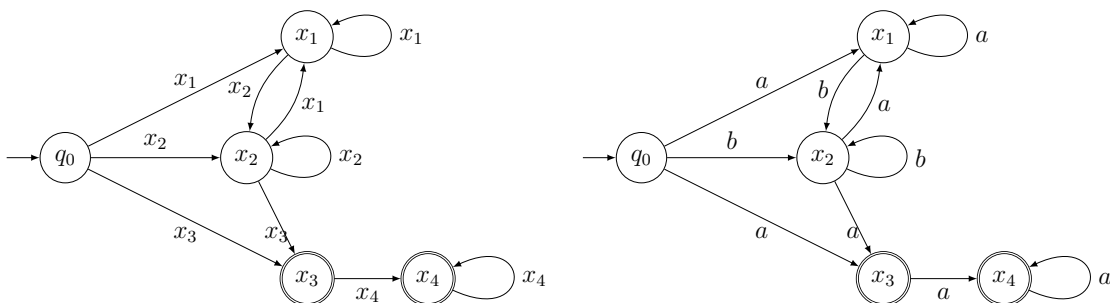 x₁ x₁ x₁ a
x₁ x₂ x₁ a b a
q₀ x₂ x₂ x₂ q₀ b x₂ b
x₃ x₃ a a
x₃ x₄ x₄ x₄ x₃ a x₄ a